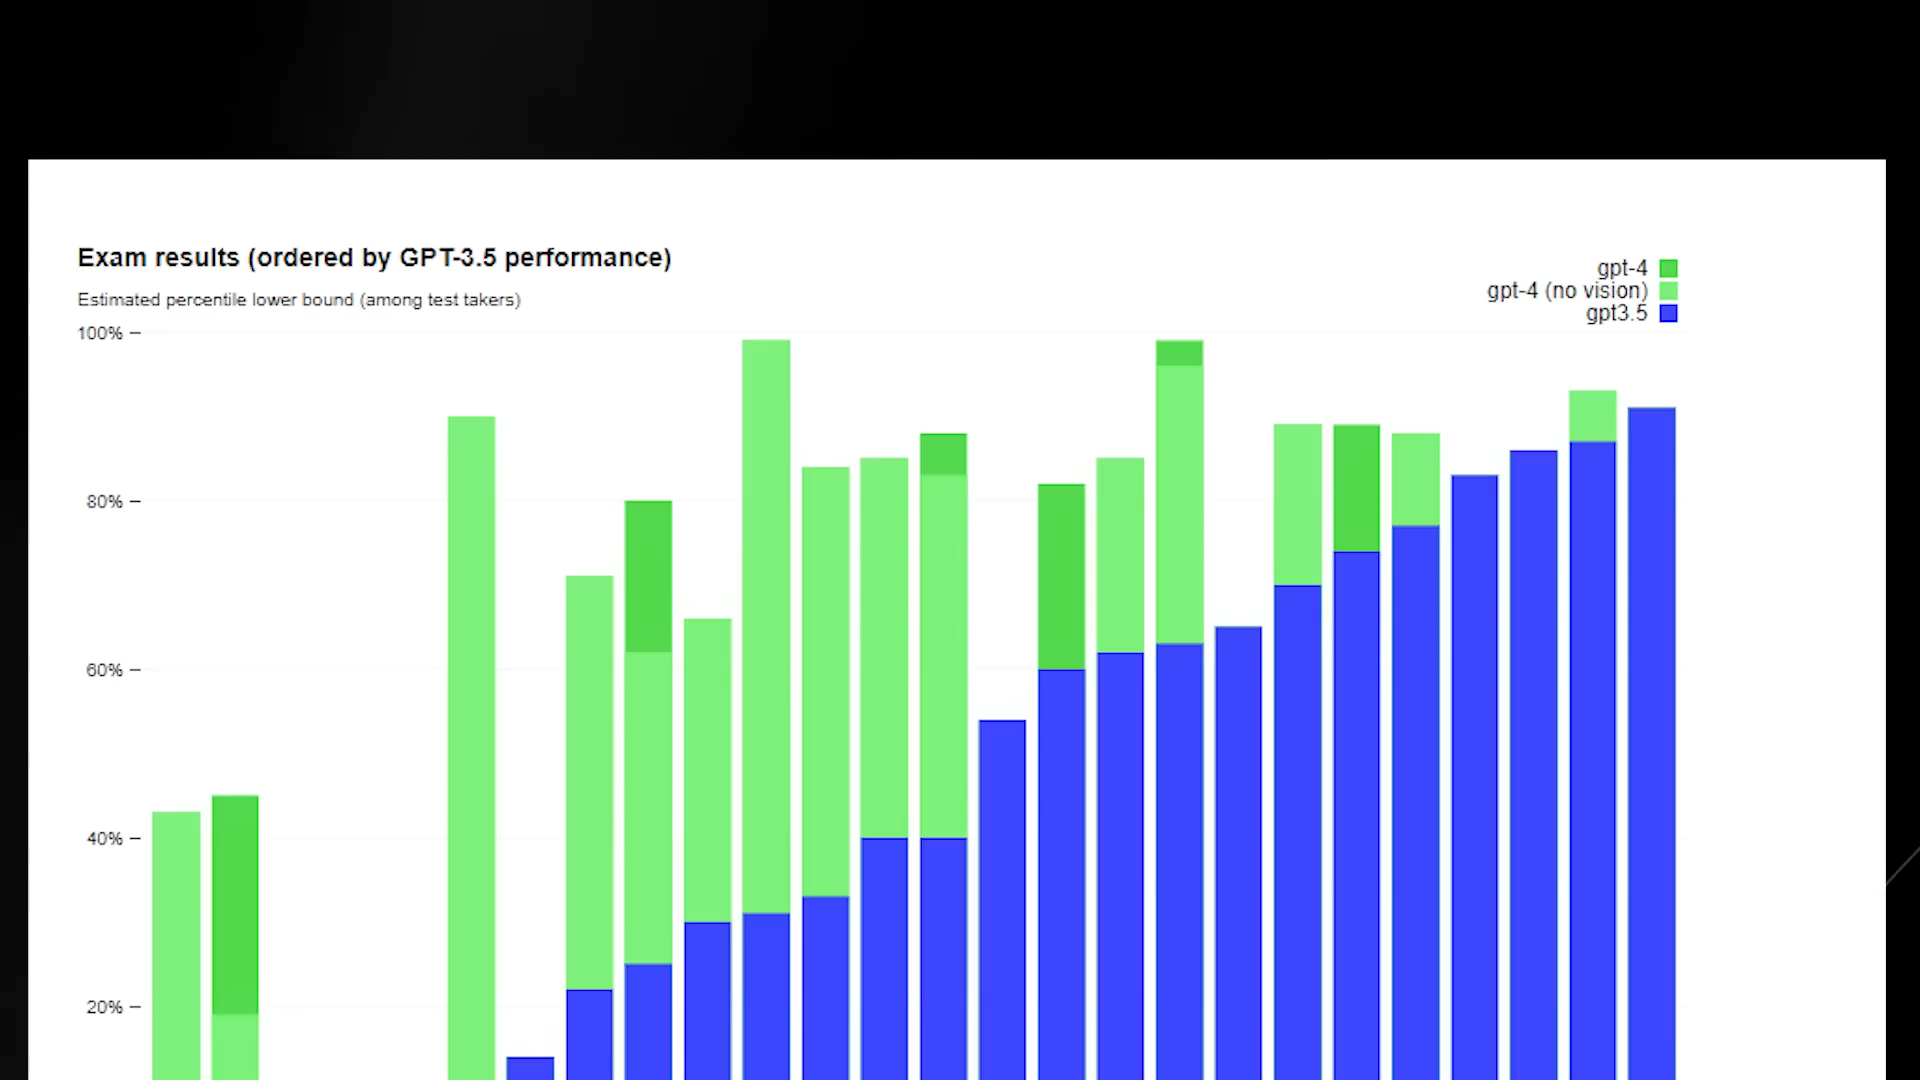 Exam results (ordered by GPT-3.5 performance)
Estimated percentile lower bound (among test takers)
gpt-4
gpt-4 (no vision)
gpt3.5
100%
80%
60%
40%
20%